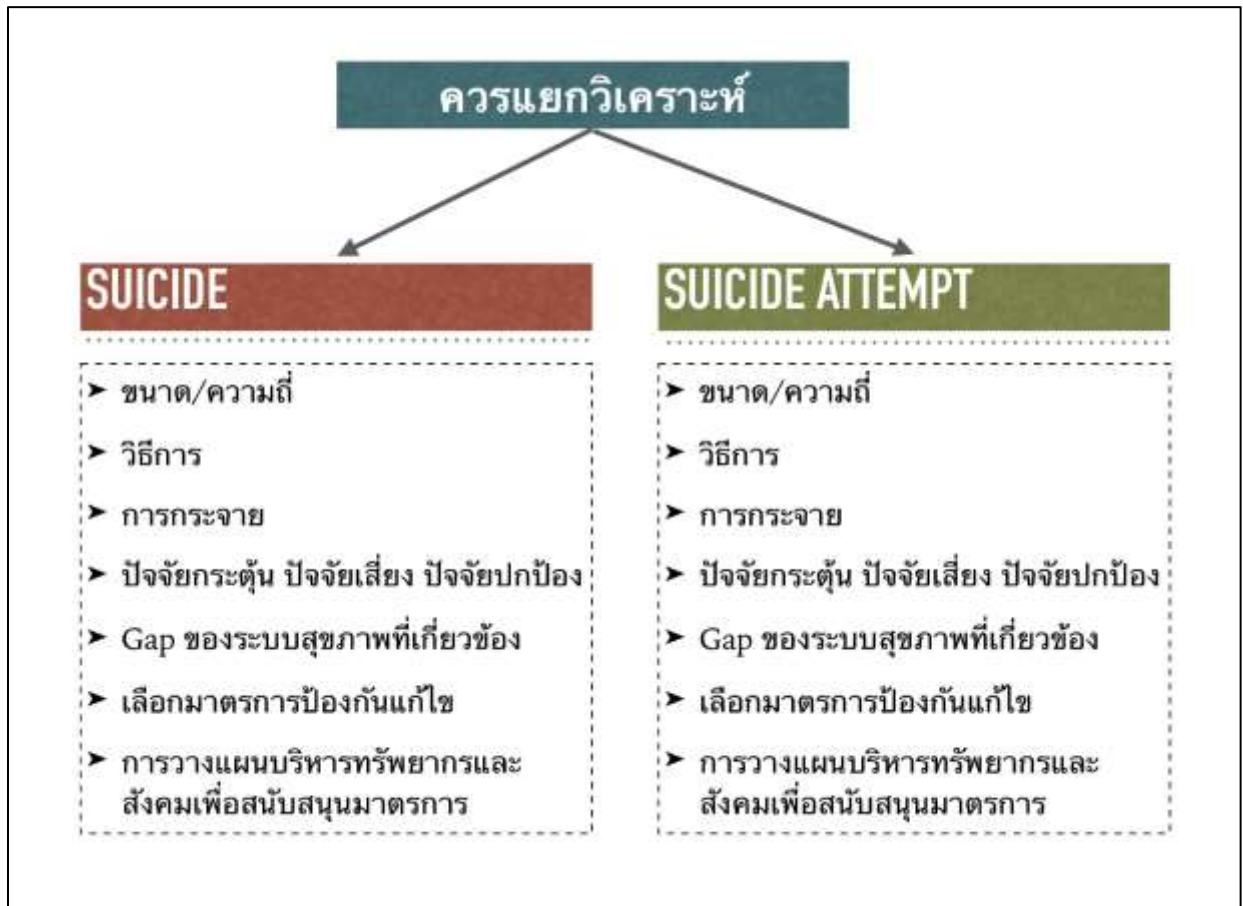 ควรแยกวิเคราะห์
SUICIDE
➤ ขนาด/ความถี่
➤ วิธีการ
➤ การกระจาย
➤ ปัจจัยกระตุ้น ปัจจัยเสี่ยง ปัจจัยปกป้อง
➤ Gap ของระบบสุขภาพที่เกี่ยวข้อง
➤ เลือกมาตรการป้องกันแก้ไข
➤ การวางแผนบริหารทรัพยากรและ
สังคมเพื่อสนับสนุนมาตรการ
SUICIDE ATTEMPT
➤ ขนาด/ความถี่
➤ วิธีการ
➤ การกระจาย
➤ ปัจจัยกระตุ้น ปัจจัยเสี่ยง ปัจจัยปกป้อง
➤ Gap ของระบบสุขภาพที่เกี่ยวข้อง
➤ เลือกมาตรการป้องกันแก้ไข
➤ การวางแผนบริหารทรัพยากรและ
สังคมเพื่อสนับสนุนมาตรการ